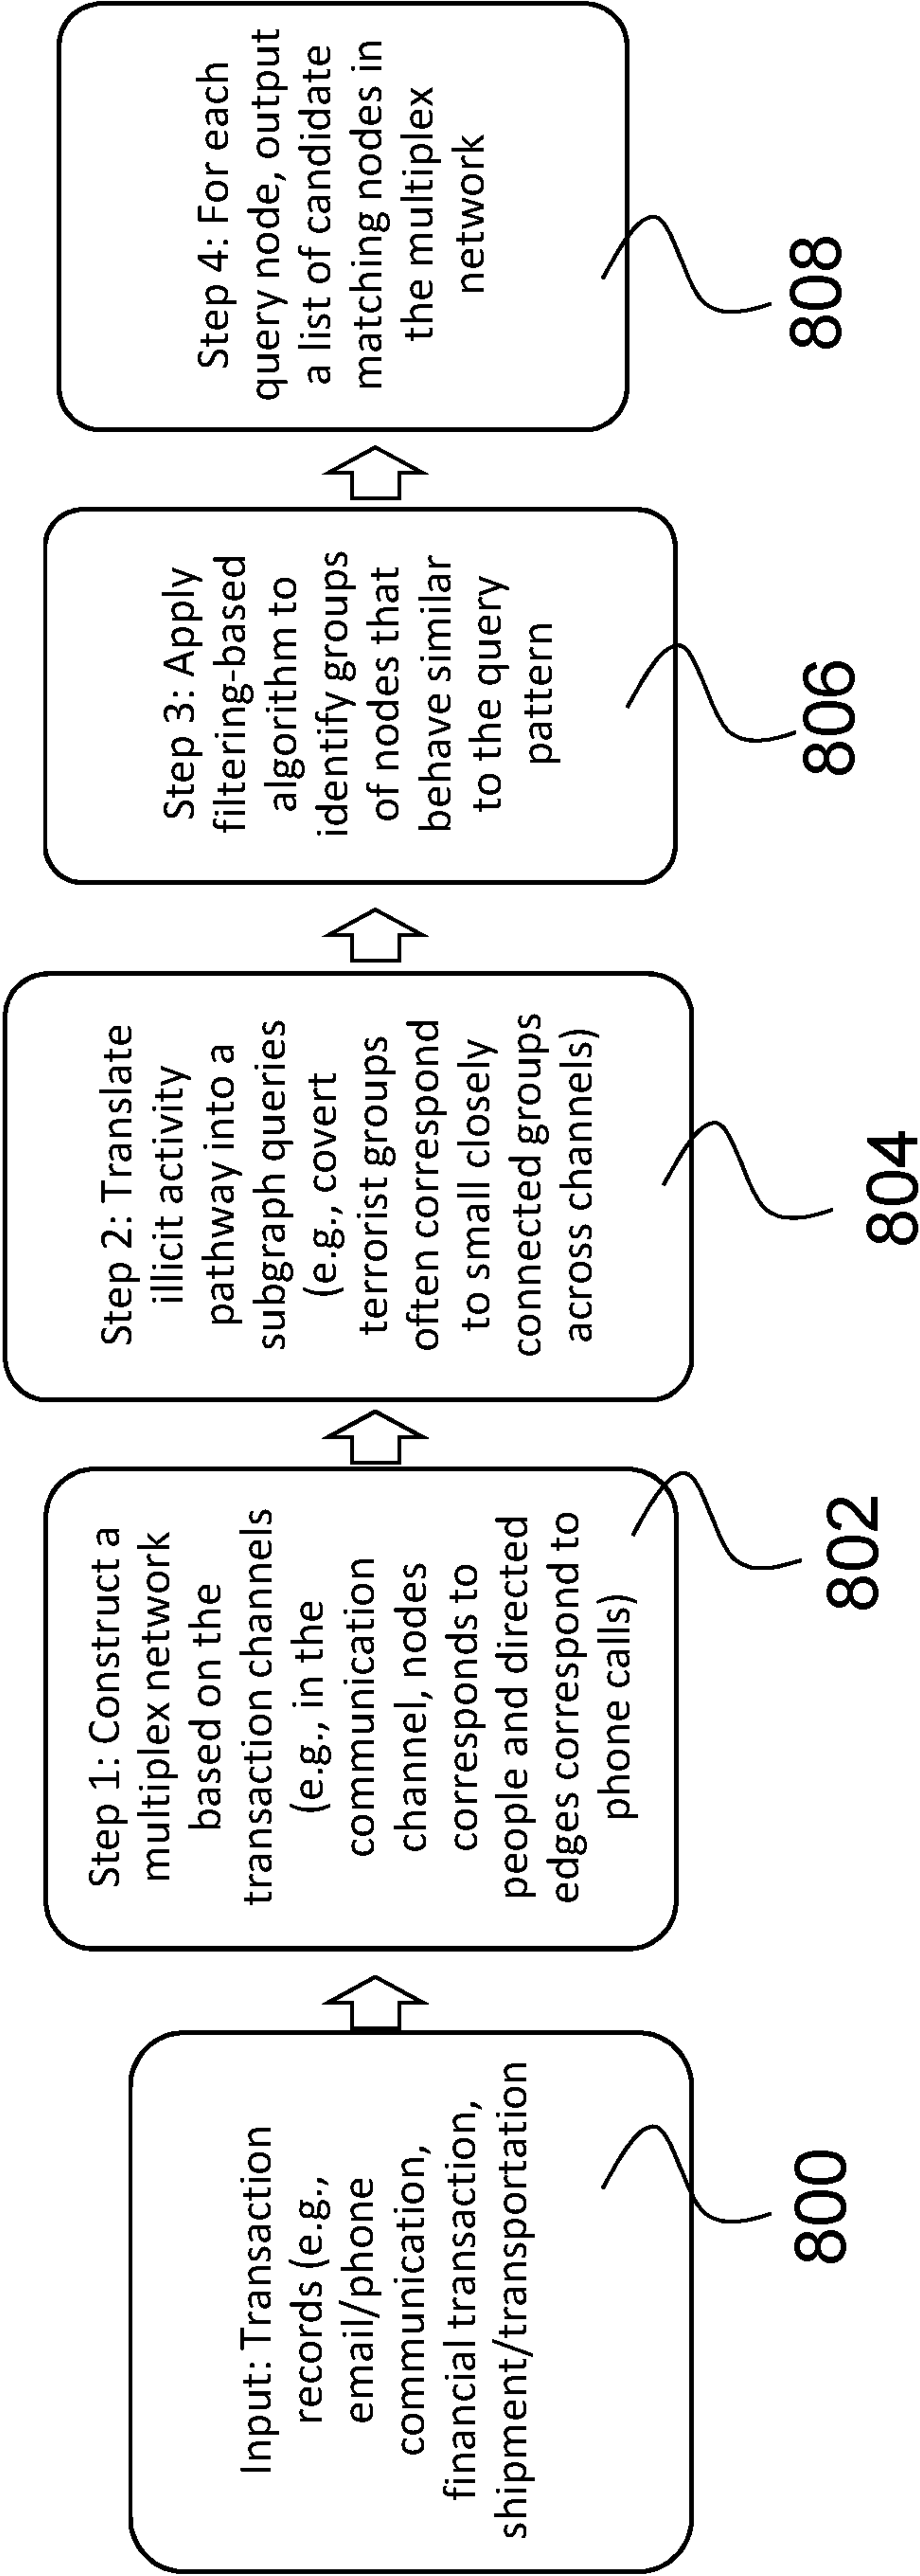 Input: Transaction
records (e.g.,
email/phone
communication,
financial transaction,
shipment/transportation
800
Step 1: Construct a
multiplex network
based on the
transaction channels
(e.g., in the
communication
channel, nodes
corresponds to
people and directed
edges correspond to
phone calls)
802
Step 2: Translate
illicit activity
pathway into a
subgraph queries
(e.g., covert
terrorist groups
often correspond
to small closely
connected groups
across channels)
804
Step 3: Apply
filtering-based
algorithm to
identify groups
of nodes that
behave similar
to the query
pattern
806
Step 4: For each
query node, output
a list of candidate
matching nodes in
the multiplex
network
808